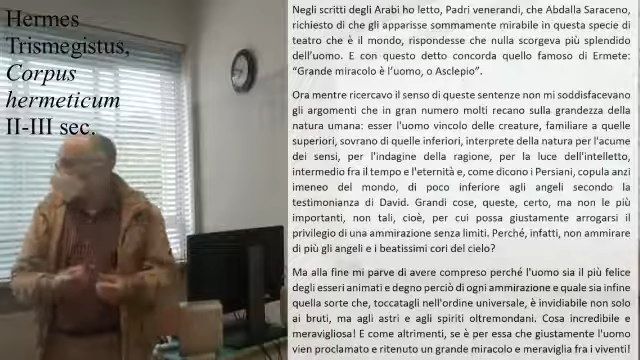 Hermes
Trismegistus,
Corpus
hermeticum
II-III sec.
Negli scritti degli Arabi ho letto, Padri venerandi, che Abdalla Saraceno,
richiesto di che gli apparisse sommamente mirabile in questa specie di
teatro che è il mondo, rispondesse che nulla scorgeva più splendido
dell'uomo. E con questo detto concorda quello famoso di Ermete:
“Grande miracolo è l'uomo, o Asclepio”.
Ora mentre ricercavo il senso di queste sentenze non mi soddisfacevano
gli argomenti che in gran numero molti recano sulla grandezza della
natura umana: esser l'uomo vincolo delle creature, familiare a quelle
superiori, sovrano di quelle inferiori, interprete della natura per l'acume
dei sensi, per l'indagine della ragione, per la luce dell'intelletto,
intermedio fra il tempo e l'eternità e, come dicono i Persiani, copula anzi
imeneo del mondo, di poco inferiore agli angeli secondo la
testimonianza di David. Grandi cose, queste, certo, ma non le più
importanti, non tali, cioè, per cui possa giustamente arrogarsi il
privilegio di una ammirazione senza limiti. Perché, infatti, non ammirare
di più gli angeli e i beatissimi cori del cielo?
Ma alla fine mi parve di avere compreso perché l'uomo sia il più felice
degli esseri animati e degno perciò di ogni ammirazione e quale sia infine
quella sorte che, toccatagli nell'ordine universale, è invidiabile non solo
ai bruti, ma agli astri e agli spiriti oltremondani. Cosa incredibile e
meravigliosa! E come altrimenti, se è per essa che giustamente l'uomo
vien proclamato e ritenuto un grande miracolo e meraviglia fra i viventi!